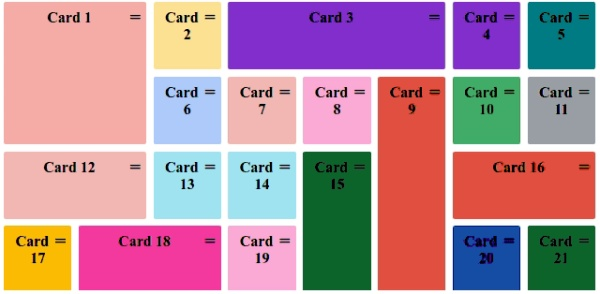 Card 1 =
Card =
2
Card 3 =
Card =
4
Card =
5
Card =
6
Card =
7
Card =
8
Card =
9
Card =
10
Card =
11
Card 12 =
Card =
13
Card =
14
Card =
15
Card 16 =
Card =
17
Card 18 =
Card =
19
Card =
20
Card =
21